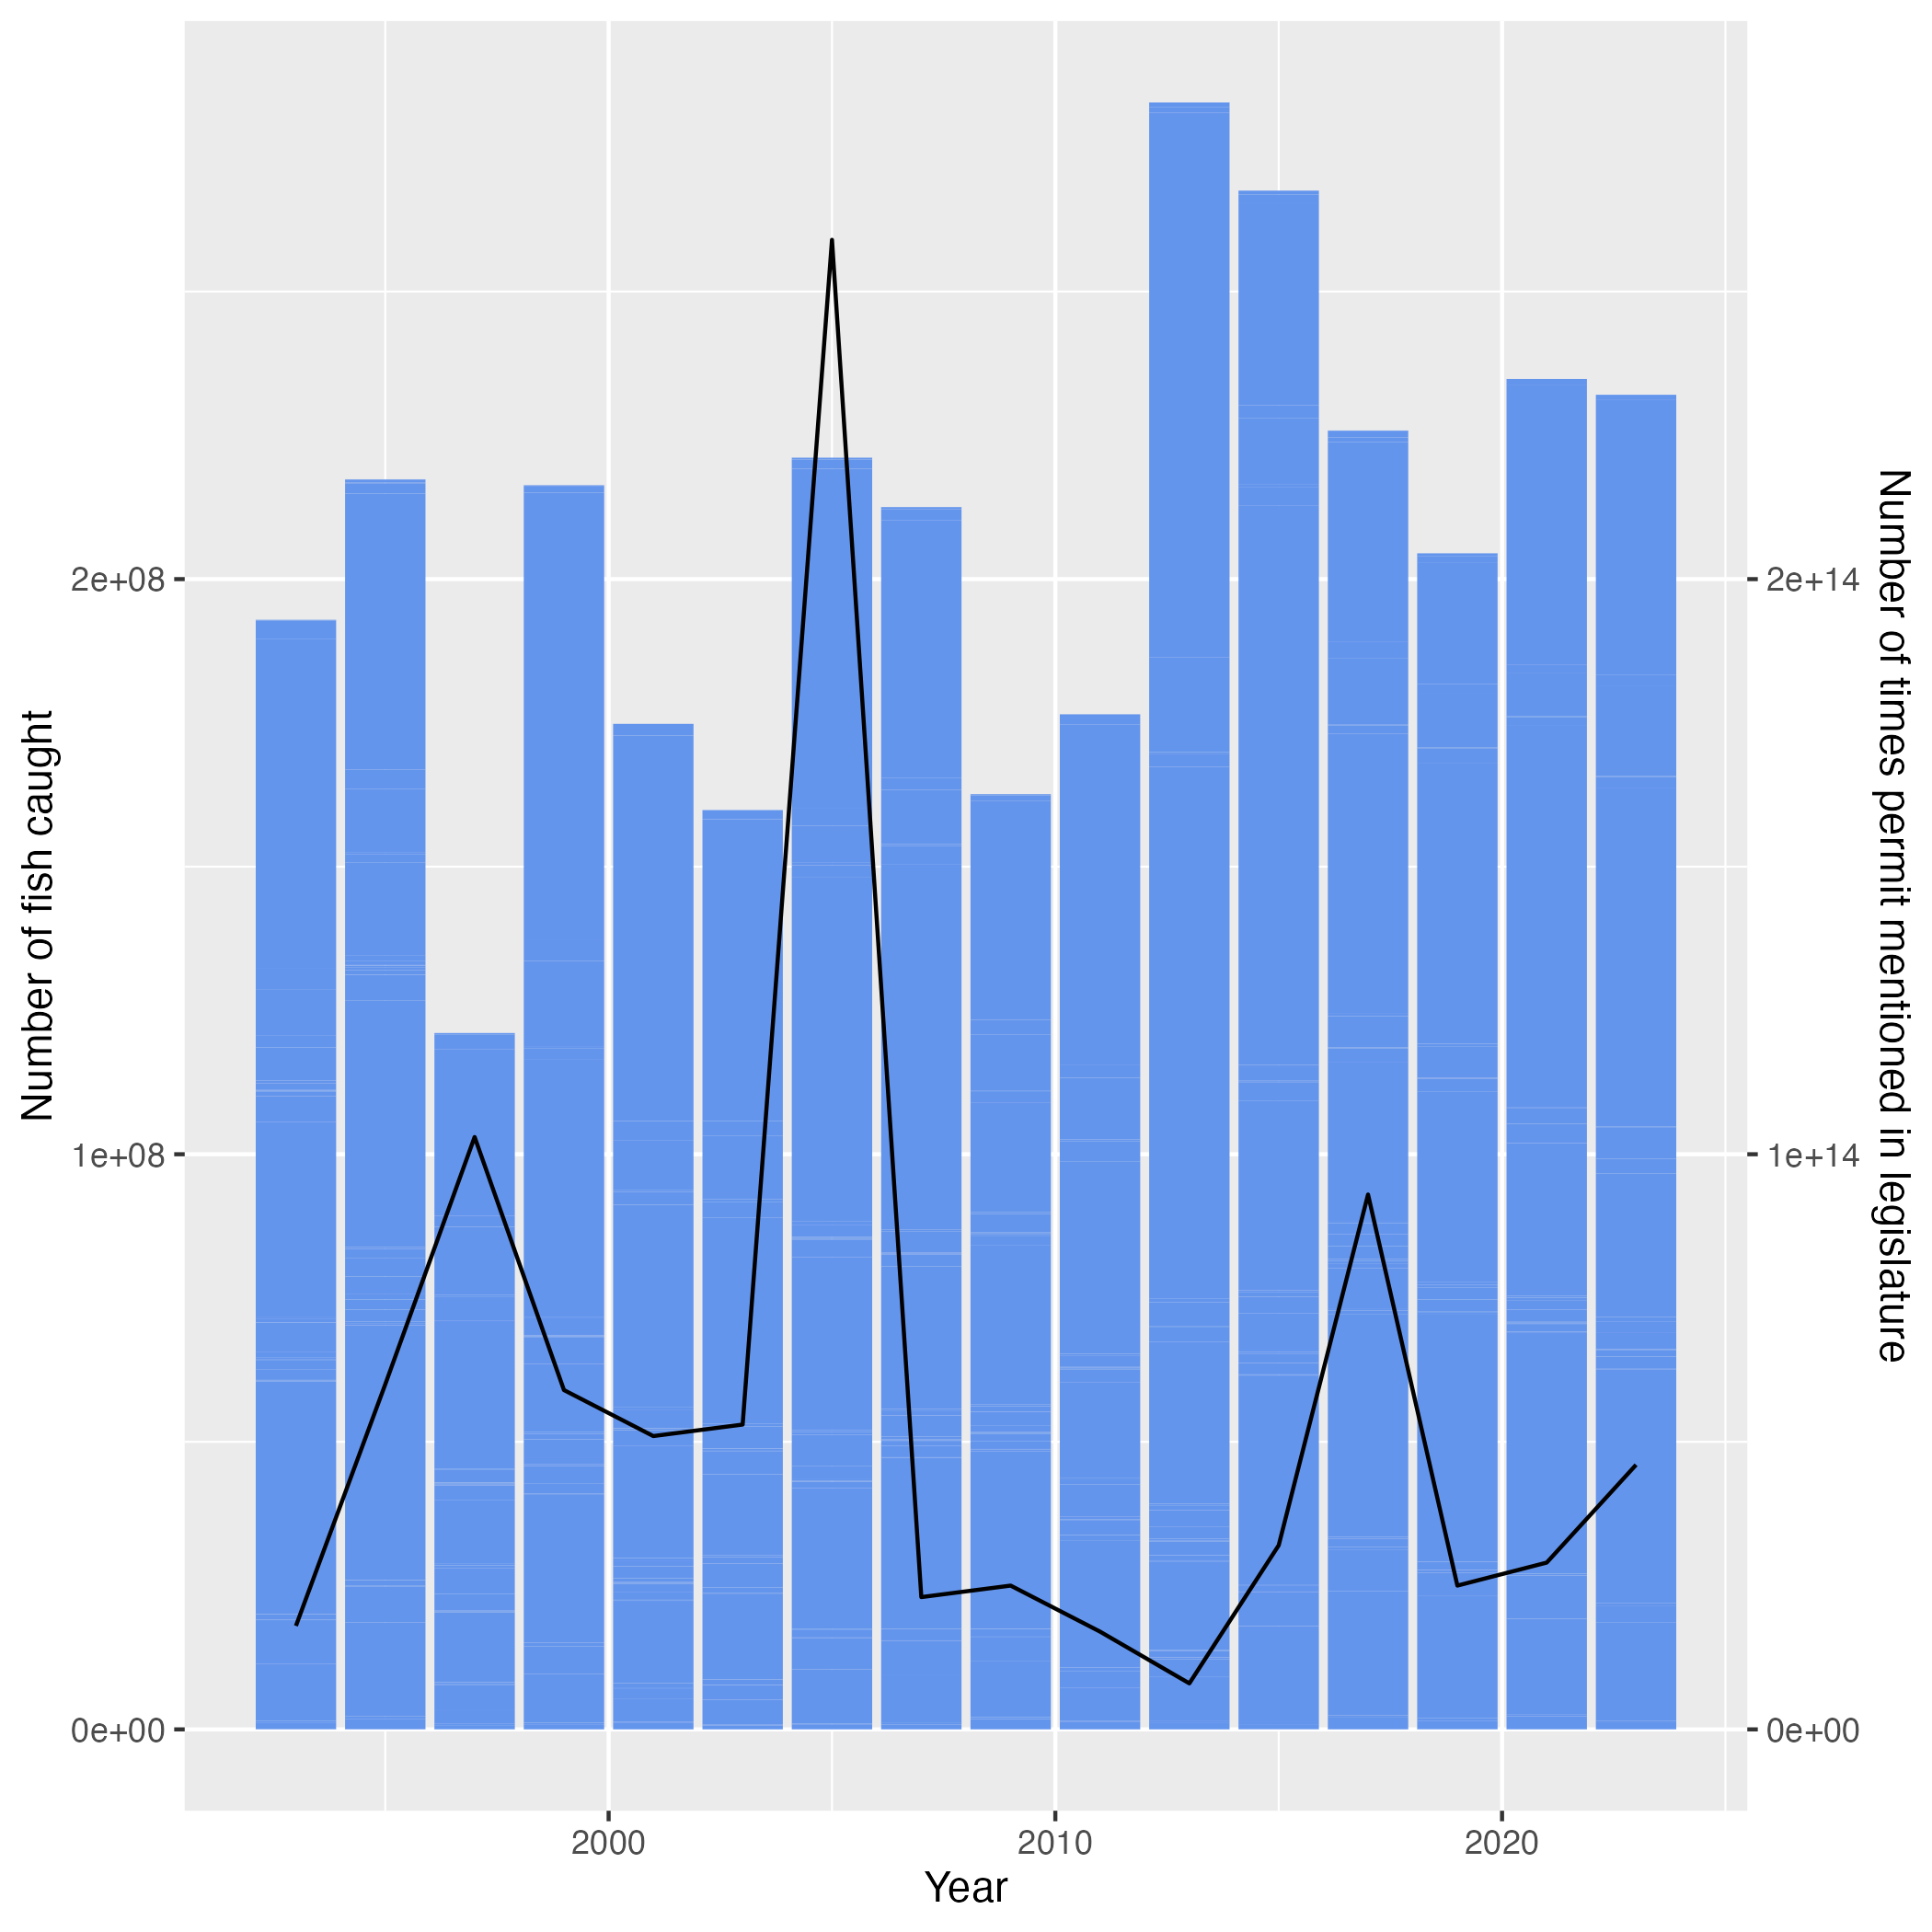 Number of fish caught
2e+08
1e+08
0e+00
2e+14
1e+14
0e+00
Number of times permit mentioned in legislature
2000
2010
2020
Year